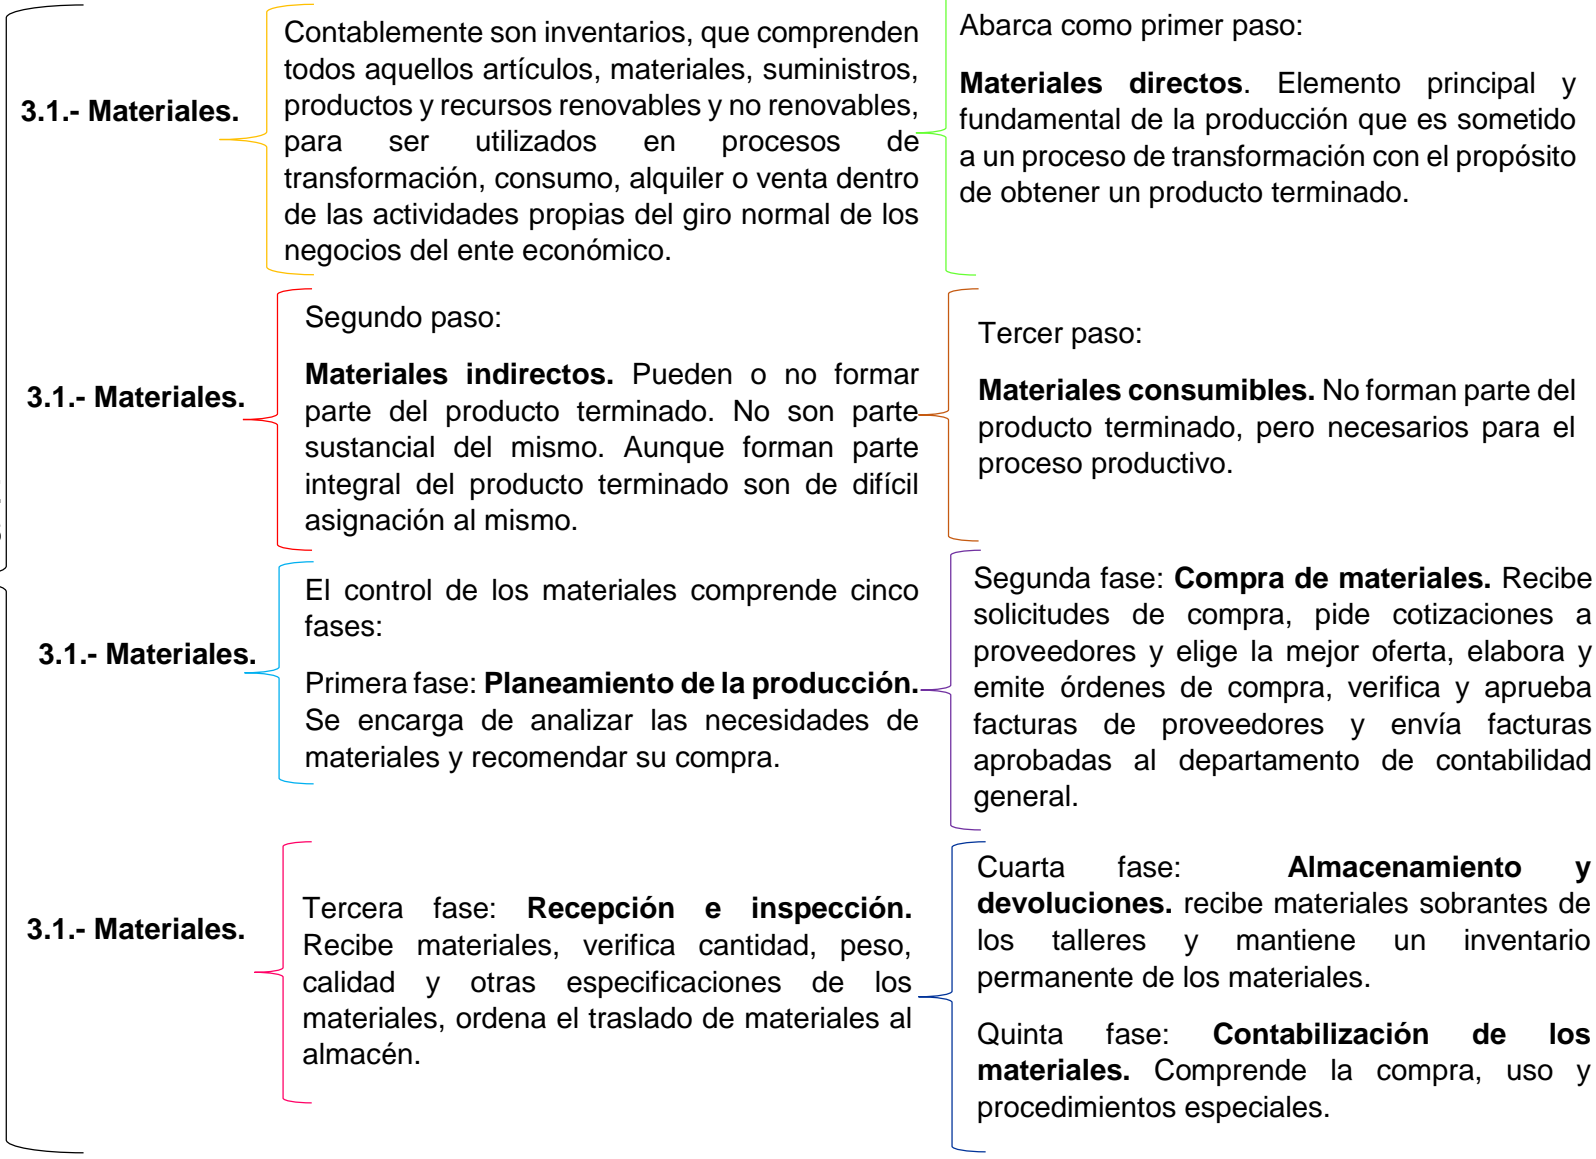 3.1.- Materiales.
Contablemente son inventarios, que comprenden
todos aquellos artículos, materiales, suministros,
productos y recursos renovables y no renovables,
para ser utilizados en procesos de
transformación, consumo, alquiler o venta dentro
de las actividades propias del giro normal de los
negocios del ente económico.
Abarca como primer paso:
Materiales directos. Elemento principal y
fundamental de la producción que es sometido
a un proceso de transformación con el propósito
de obtener un producto terminado.
3.1.- Materiales.
Segundo paso:
Materiales indirectos. Pueden o no formar
parte del producto terminado. No son parte
sustancial del mismo. Aunque forman parte
integral del producto terminado son de difícil
asignación al mismo.
Tercer paso:
Materiales consumibles. No forman parte del
producto terminado, pero necesarios para el
proceso productivo.
3.1.- Materiales.
El control de los materiales comprende cinco
fases:
Primera fase: Planeamiento de la producción.
Se encarga de analizar las necesidades de
materiales y recomendar su compra.
Segunda fase: Compra de materiales. Recibe
solicitudes de compra, pide cotizaciones a
proveedores y elige la mejor oferta, elabora y
emite órdenes de compra, verifica y aprueba
facturas de proveedores y envía facturas
aprobadas al departamento de contabilidad
general.
3.1.- Materiales.
Tercera fase: Recepción e inspección.
Recibe materiales, verifica cantidad, peso,
calidad y otras especificaciones de los
materiales, ordena el traslado de materiales al
almacén.
Cuarta fase: Almacenamiento y
devoluciones. recibe materiales sobrantes de
los talleres y mantiene un inventario
permanente de los materiales.
Quinta fase: Contabilización de los
materiales. Comprende la compra, uso y
procedimientos especiales.